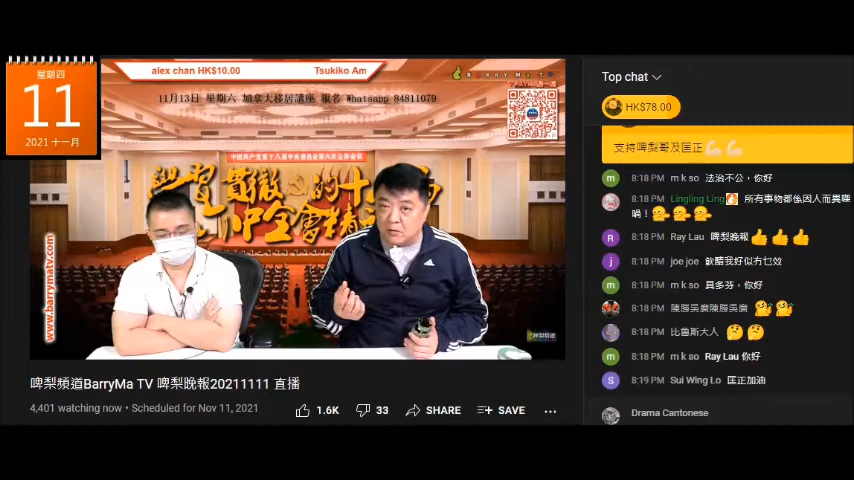 星期四
11
2021 十一月
alex chan HK$10.00
Tsukiko Am
BARRYMATV
11月13日 星期六 加拿大移居講座 報名 Whatsapp 84811079
www.barrymatv.com
啤梨頻道
啤梨頻道BarryMa TV 啤梨晚報20211111 直播
4,401 watching now • Scheduled for Nov 11, 2021
1.6K
33
SHARE
SAVE
Top chat
HK$78.00
支持啤梨哥及匡正
m
8:18 PM m k so 法治不公，你好
8:18 PM Lingling Ling 所有事物都係因人而異㗎
喎！
R
8:18 PM Ray Lau 啤梨晚報
j
8:18 PM joe joe 飲醋我好似冇乜效
m
8:18 PM m k so 貝多芬，你好
8:18 PM 陳勝吳廣陳勝吳廣
8:18 PM 比魯斯大人
m
8:18 PM m k so Ray Lau 你好
S
8:19 PM Sui Wing Lo 匡正加油
Drama Cantonese